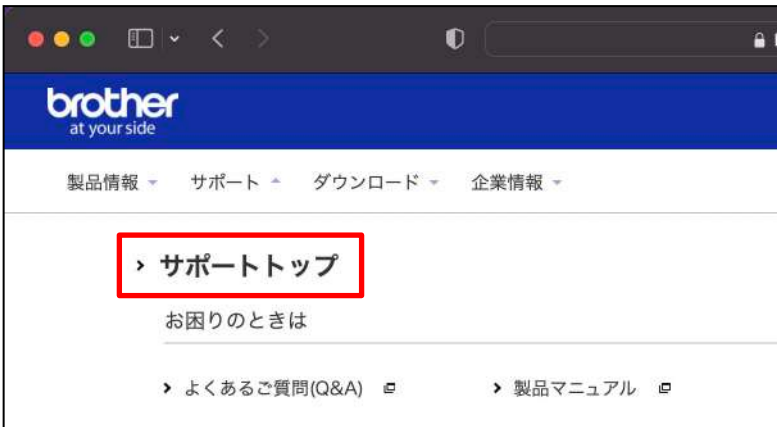 brother
at your side
製品情報 サポート ダウンロード 企業情報
サポートトップ
お困りのときは
よくあるご質問(Q&A) 製品マニュアル